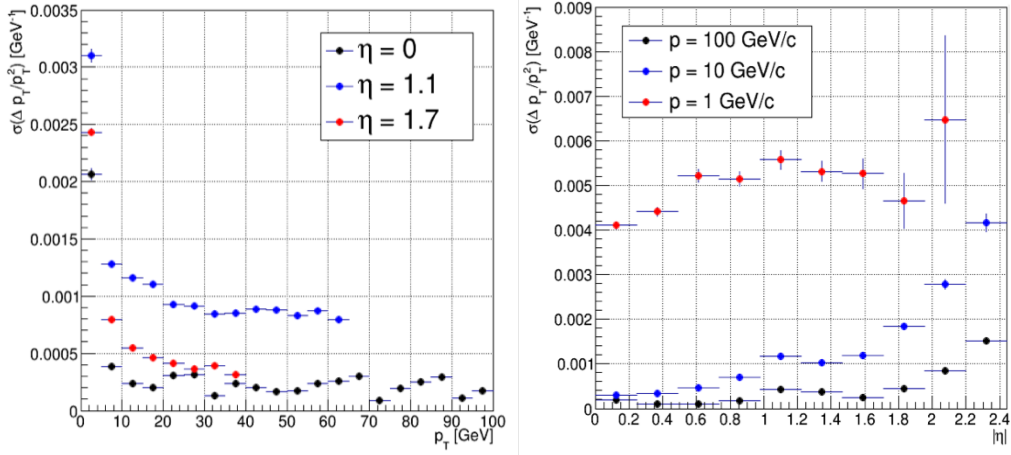 σ(Δ p_T/p_T^2) [GeV^-1]
0.0035
0.003
0.0025
0.002
0.0015
0.001
0.0005
0
η = 0
η = 1.1
η = 1.7
0 10 20 30 40 50 60 70 80 90 100
p_T [GeV]
σ(Δ p_T/p_T^2) [GeV^-1]
0.009
0.008
0.007
0.006
0.005
0.004
0.003
0.002
0.001
0
p = 100 GeV/c
p = 10 GeV/c
p = 1 GeV/c
0 0.2 0.4 0.6 0.8 1 1.2 1.4 1.6 1.8 2 2.2 2.4
|η|